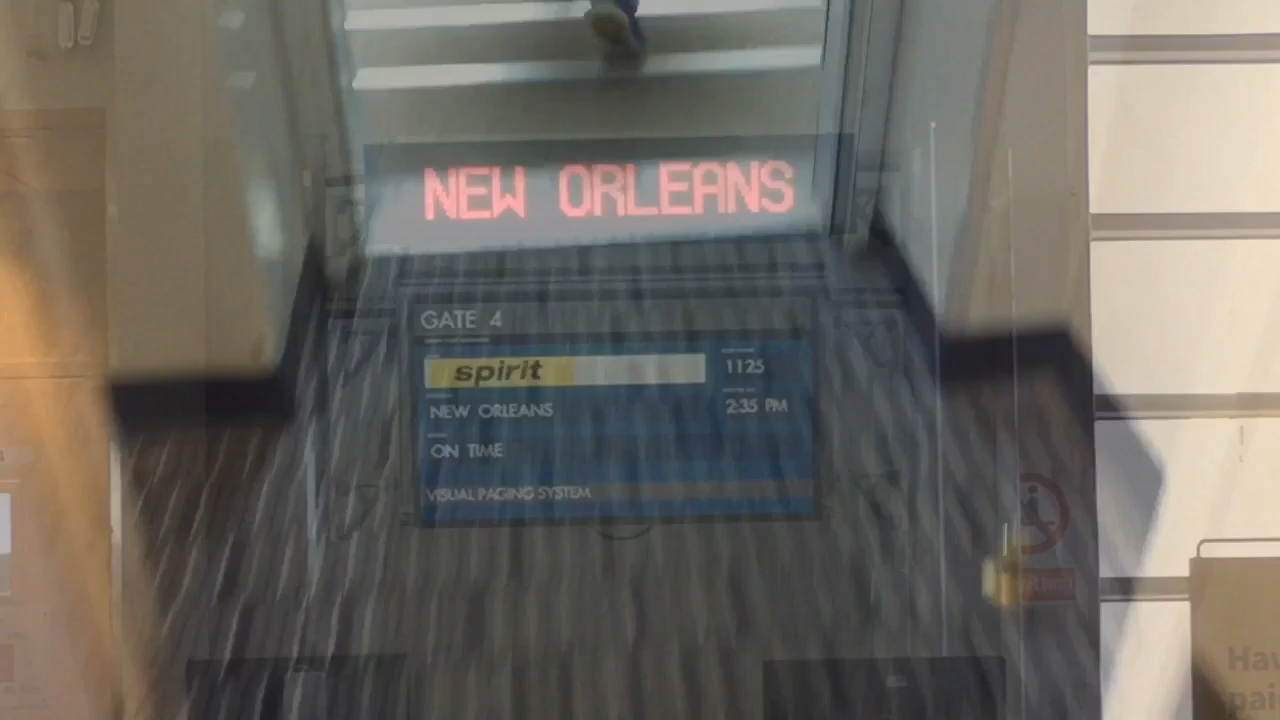 NEW ORLEANS
GATE 4
spirit
1125
NEW ORLEANS
2:35 PM
ON TIME
VISUAL PAGING SYSTEM